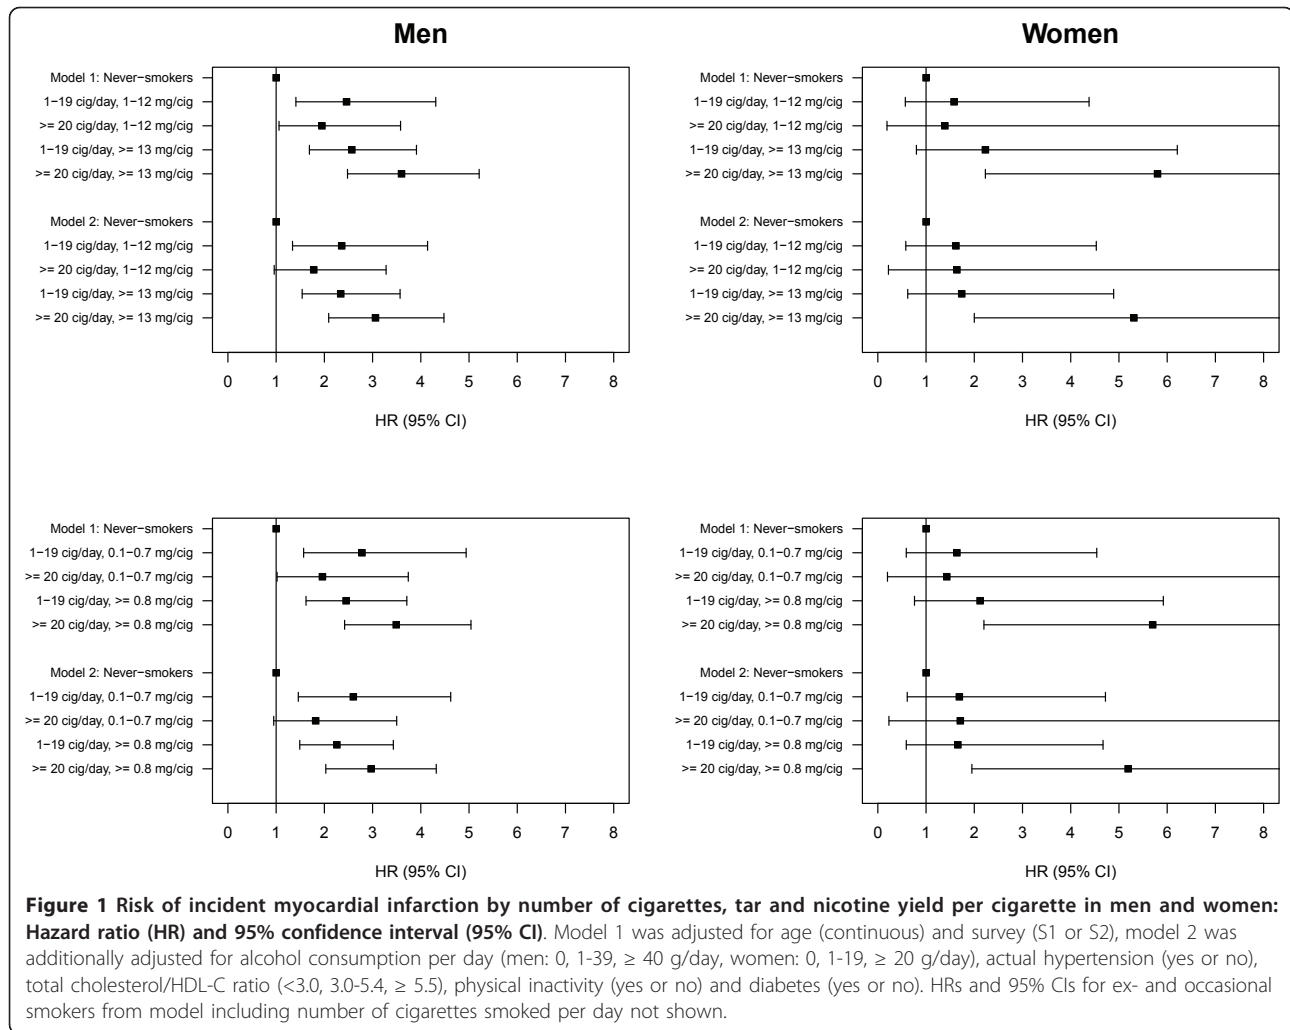 Men
Model 1: Never−smokers
1−19 cig/day, 1−12 mg/cig
>= 20 cig/day, 1−12 mg/cig
1−19 cig/day, >= 13 mg/cig
>= 20 cig/day, >= 13 mg/cig
Model 2: Never−smokers
1−19 cig/day, 1−12 mg/cig
>= 20 cig/day, 1−12 mg/cig
1−19 cig/day, >= 13 mg/cig
>= 20 cig/day, >= 13 mg/cig
0 1 2 3 4 5 6 7 8
HR (95% CI)
Women
Model 1: Never−smokers
1−19 cig/day, 1−12 mg/cig
>= 20 cig/day, 1−12 mg/cig
1−19 cig/day, >= 13 mg/cig
>= 20 cig/day, >= 13 mg/cig
Model 2: Never−smokers
1−19 cig/day, 1−12 mg/cig
>= 20 cig/day, 1−12 mg/cig
1−19 cig/day, >= 13 mg/cig
>= 20 cig/day, >= 13 mg/cig
0 1 2 3 4 5 6 7 8
HR (95% CI)
Model 1: Never−smokers
1−19 cig/day, 0.1−0.7 mg/cig
>= 20 cig/day, 0.1−0.7 mg/cig
1−19 cig/day, >= 0.8 mg/cig
>= 20 cig/day, >= 0.8 mg/cig
Model 2: Never−smokers
1−19 cig/day, 0.1−0.7 mg/cig
>= 20 cig/day, 0.1−0.7 mg/cig
1−19 cig/day, >= 0.8 mg/cig
>= 20 cig/day, >= 0.8 mg/cig
0 1 2 3 4 5 6 7 8
HR (95% CI)
Model 1: Never−smokers
1−19 cig/day, 0.1−0.7 mg/cig
>= 20 cig/day, 0.1−0.7 mg/cig
1−19 cig/day, >= 0.8 mg/cig
>= 20 cig/day, >= 0.8 mg/cig
Model 2: Never−smokers
1−19 cig/day, 0.1−0.7 mg/cig
>= 20 cig/day, 0.1−0.7 mg/cig
1−19 cig/day, >= 0.8 mg/cig
>= 20 cig/day, >= 0.8 mg/cig
0 1 2 3 4 5 6 7 8
HR (95% CI)
Figure 1 Risk of incident myocardial infarction by number of cigarettes, tar and nicotine yield per cigarette in men and women:
Hazard ratio (HR) and 95% confidence interval (95% CI). Model 1 was adjusted for age (continuous) and survey (S1 or S2), model 2 was
additionally adjusted for alcohol consumption per day (men: 0, 1-39, ≥ 40 g/day, women: 0, 1-19, ≥ 20 g/day), actual hypertension (yes or no),
total cholesterol/HDL-C ratio (<3.0, 3.0-5.4, ≥ 5.5), physical inactivity (yes or no) and diabetes (yes or no). HRs and 95% CIs for ex- and occasional
smokers from model including number of cigarettes smoked per day not shown.